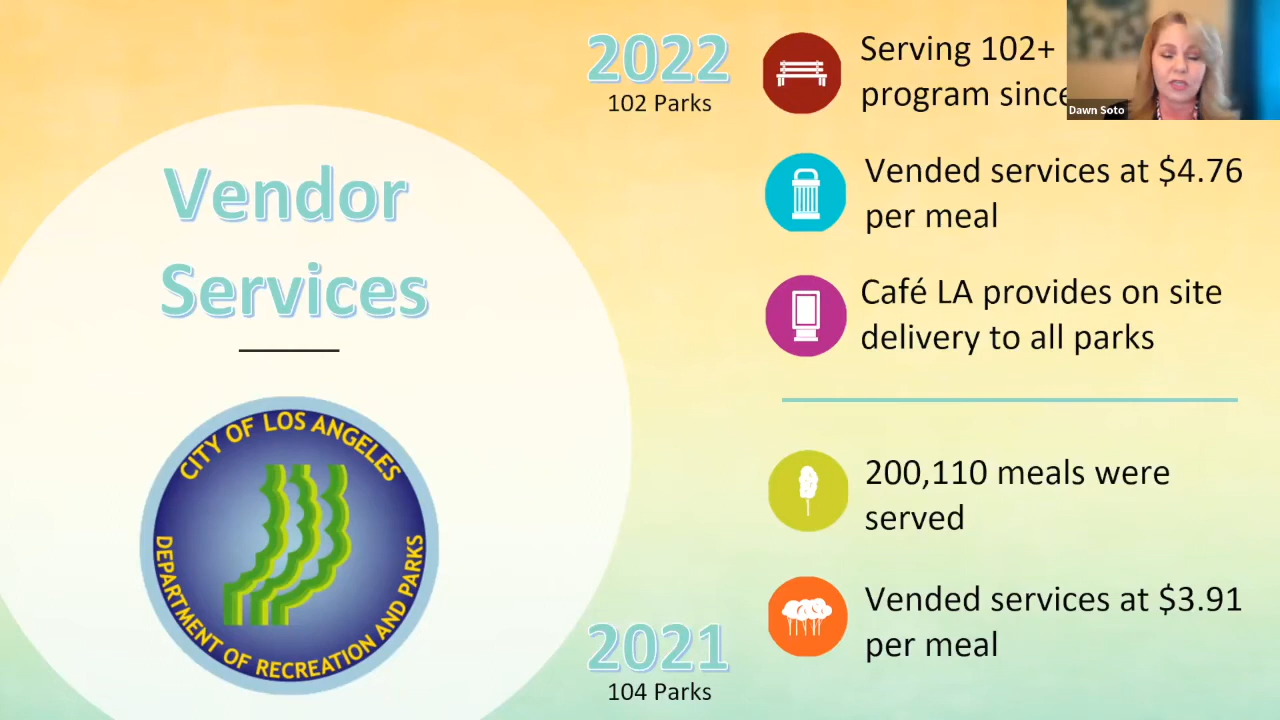 Vendor
Services
CITY OF LOS ANGELES
DEPARTMENT OF RECREATION AND PARKS
2022
102 Parks
Serving 102+
program since
Dawn Soto
Vended services at $4.76
per meal
Café LA provides on site
delivery to all parks
200,110 meals were
served
Vended services at $3.91
per meal
2021
104 Parks